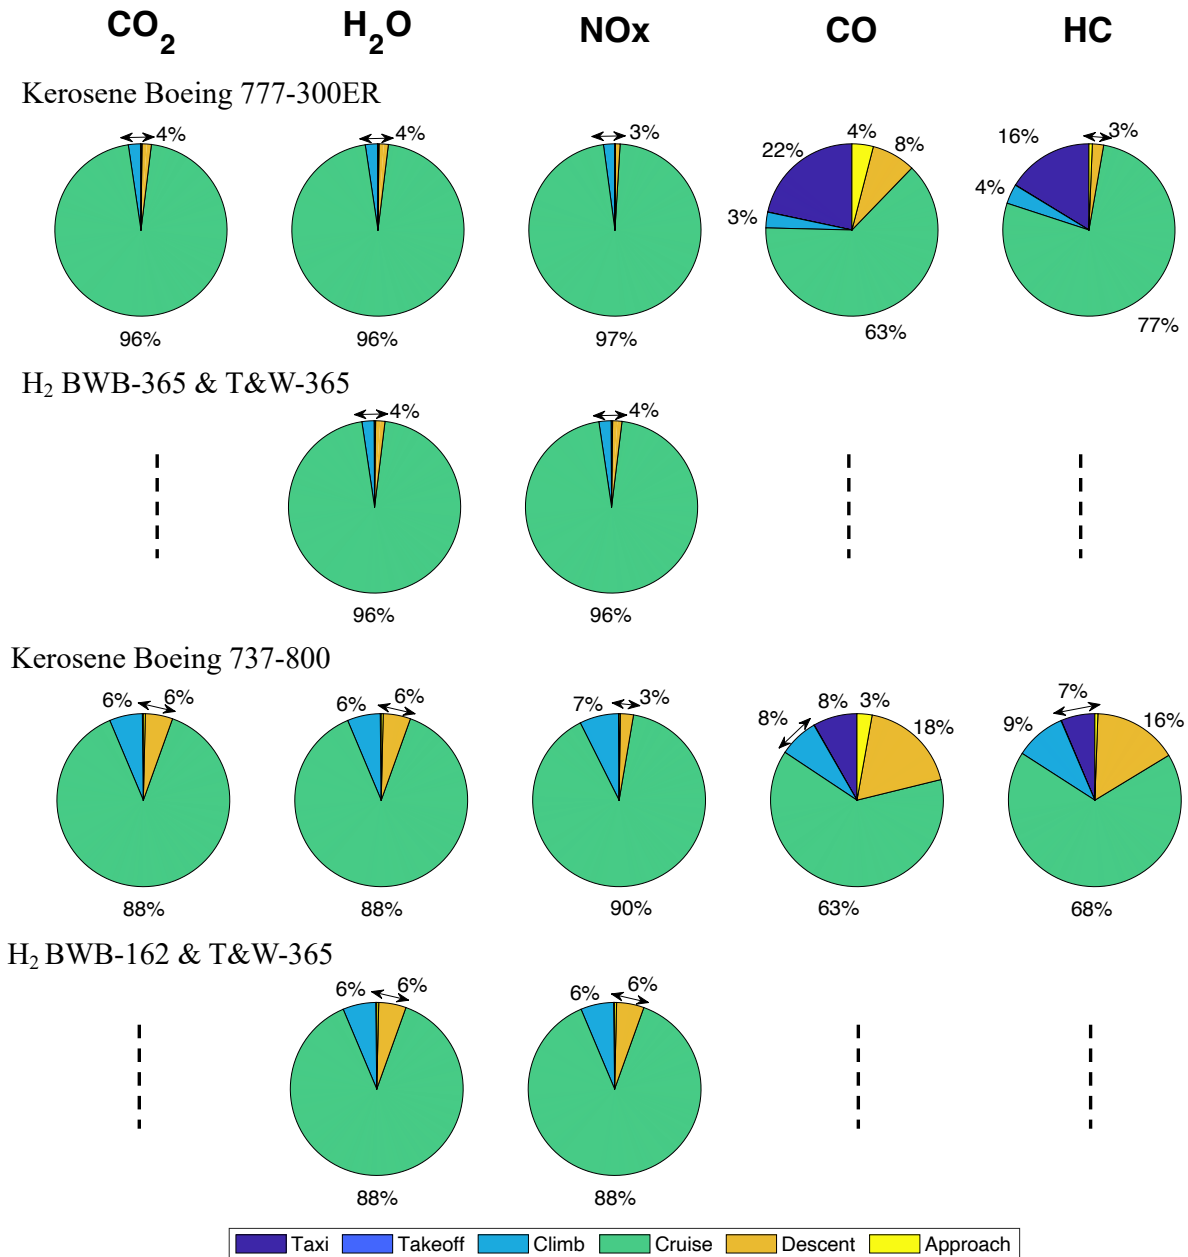 CO2 H2O NOx CO HC
Kerosene Boeing 777-300ER
4% 4% 3% 22% 4% 8% 3% 16% 3% 4%
96% 96% 97% 63% 77%
H2 BWB-365 & T&W-365
4% 4%
96% 96%
Kerosene Boeing 737-800
6% 6% 6% 6% 7% 3% 8% 8% 3% 18% 9% 7% 16%
88% 88% 90% 63% 68%
H2 BWB-162 & T&W-365
6% 6% 6% 6%
88% 88%
Taxi Takeoff Climb Cruise Descent Approach